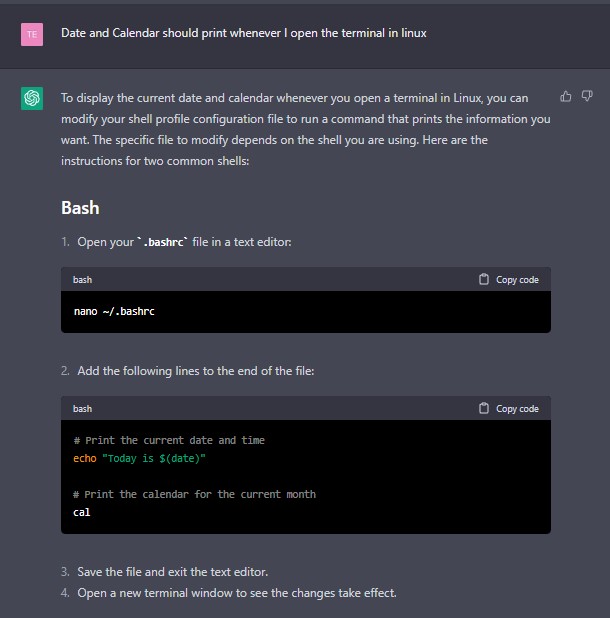 TE
Date and Calendar should print whenever I open the terminal in linux
To display the current date and calendar whenever you open a terminal in Linux, you can
modify your shell profile configuration file to run a command that prints the information you
want. The specific file to modify depends on the shell you are using. Here are the
instructions for two common shells:
Bash
1. Open your `.bashrc` file in a text editor:
bash Copy code
nano ~/.bashrc
2. Add the following lines to the end of the file:
bash Copy code
# Print the current date and time
echo "Today is $(date)"
# Print the calendar for the current month
cal
3. Save the file and exit the text editor.
4. Open a new terminal window to see the changes take effect.